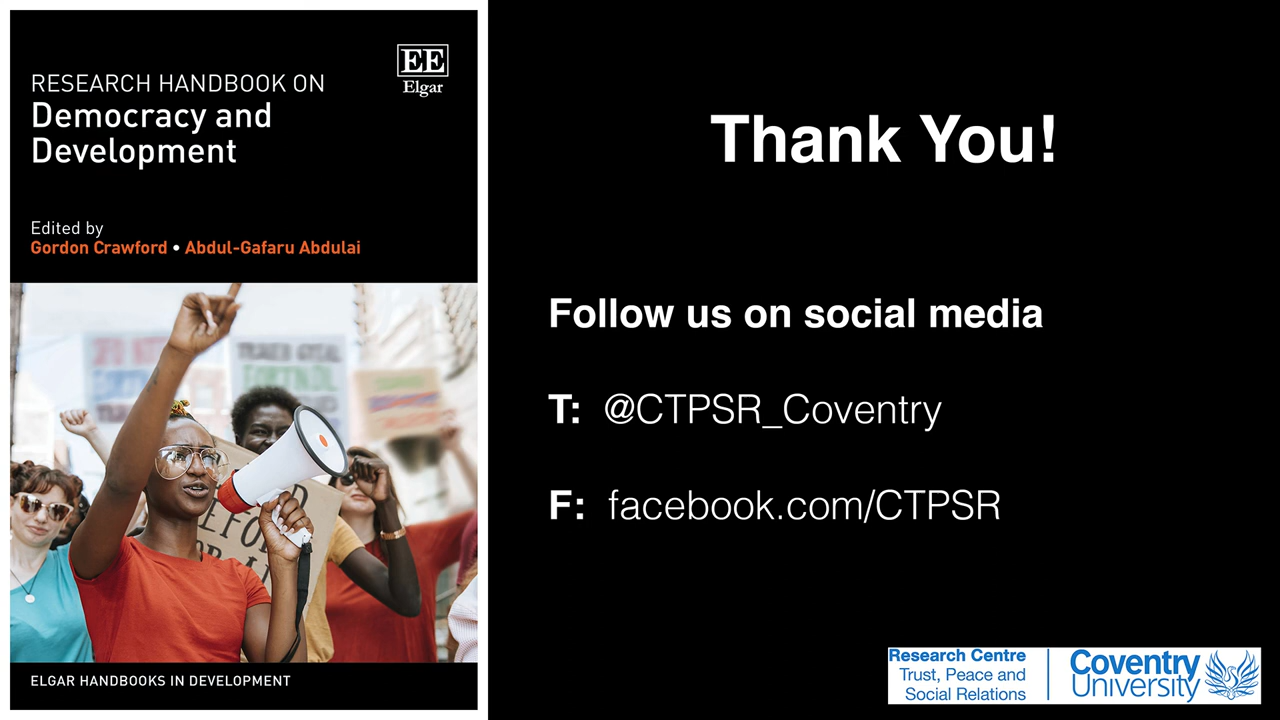 RESEARCH HANDBOOK ON
Democracy and
Development
EE
Elgar
Edited by
Gordon Crawford • Abdul-Gafaru Abdulai
ELGAR HANDBOOKS IN DEVELOPMENT
Thank You!
Follow us on social media
T: @CTPSR_Coventry
F: facebook.com/CTPSR
Research Centre
Trust, Peace and
Social Relations
Coventry
University